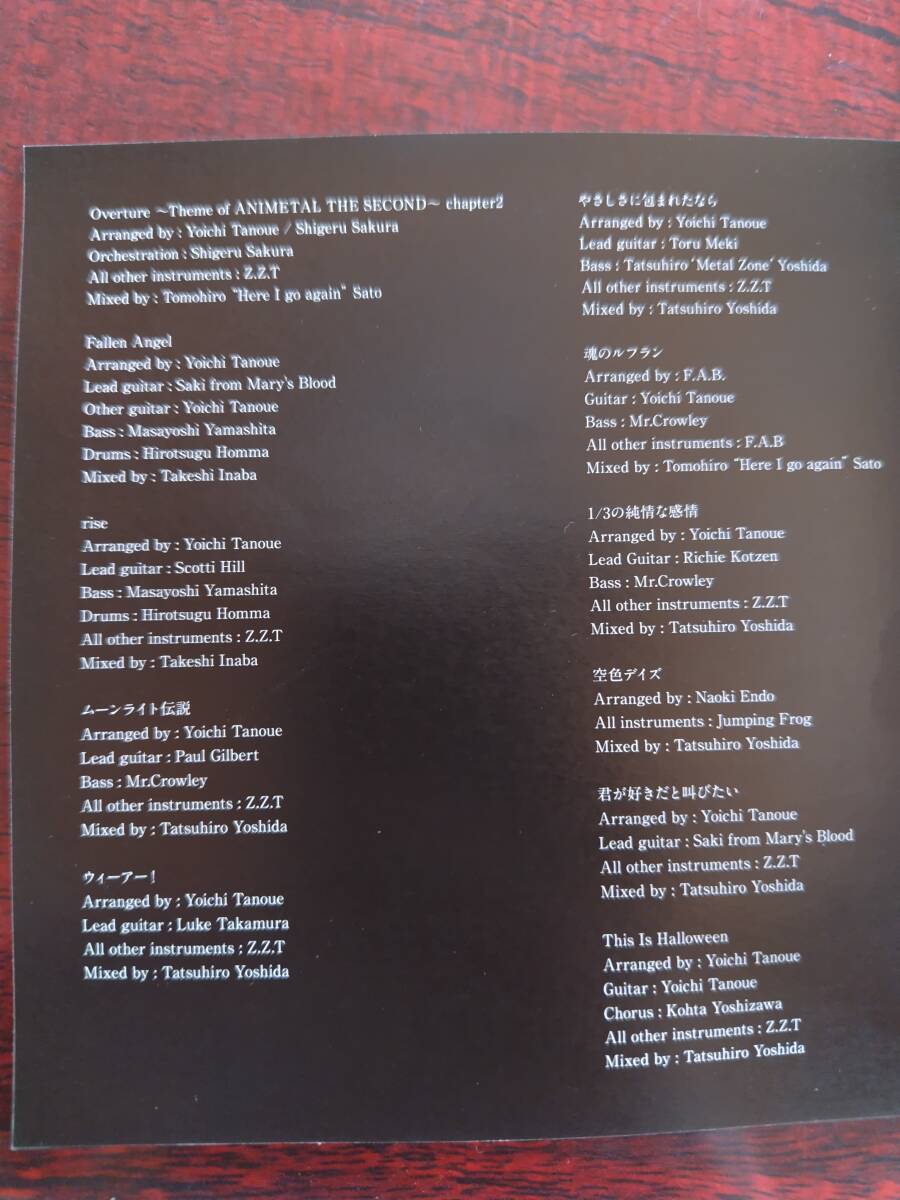 Overture ～Theme of ANIMETAL THE SECOND～ chapter2
Arranged by : Yoichi Tanoue / Shigeru Sakura
Orchestration : Shigeru Sakura
All other instruments : Z.Z.T
Mixed by : Tomohiro "Here I go again" Sato
Fallen Angel
Arranged by : Yoichi Tanoue
Lead guitar : Saki from Mary's Blood
Other guitar : Yoichi Tanoue
Bass : Masayoshi Yamashita
Drums : Hirotsugu Homma
Mixed by : Takeshi Inaba
rise
Arranged by : Yoichi Tanoue
Lead guitar : Scotti Hill
Bass : Masayoshi Yamashita
Drums : Hirotsugu Homma
All other instruments : Z.Z.T
Mixed by : Takeshi Inaba
ムーンライト伝説
Arranged by : Yoichi Tanoue
Lead guitar : Paul Gilbert
Bass : Mr.Crowley
All other instruments : Z.Z.T
Mixed by : Tatsuhiro Yoshida
ウィーアー！
Arranged by : Yoichi Tanoue
Lead guitar : Luke Takamura
All other instruments : Z.Z.T
Mixed by : Tatsuhiro Yoshida
やさしさに包まれたなら
Arranged by : Yoichi Tanoue
Lead guitar : Toru Meki
Bass : Tatsuhiro 'Metal Zone' Yoshida
All other instruments : Z.Z.T
Mixed by : Tatsuhiro Yoshida
魂のルフラン
Arranged by : F.A.B.
Guitar : Yoichi Tanoue
Bass : Mr.Crowley
All other instruments : F.A.B
Mixed by : Tomohiro "Here I go again" Sato
1/3の純情な感情
Arranged by : Yoichi Tanoue
Lead Guitar : Richie Kotzen
Bass : Mr.Crowley
All other instruments : Z.Z.T
Mixed by : Tatsuhiro Yoshida
空色デイズ
Arranged by : Naoki Endo
All instruments : Jumping Frog
Mixed by : Tatsuhiro Yoshida
君が好きだと叫びたい
Arranged by : Yoichi Tanoue
Lead guitar : Saki from Mary's Blood
All other instruments : Z.Z.T
Mixed by : Tatsuhiro Yoshida
This Is Halloween
Arranged by : Yoichi Tanoue
Guitar : Yoichi Tanoue
Chorus : Kohta Yoshizawa
All other instruments : Z.Z.T
Mixed by : Tatsuhiro Yoshida